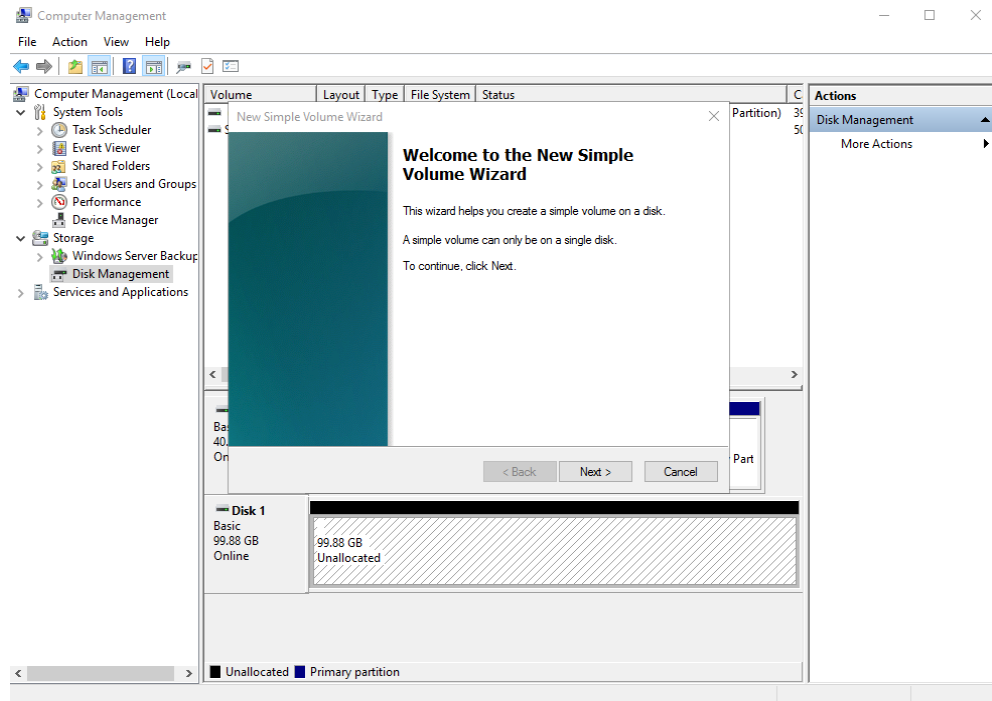 Computer Management
File Action View Help
Computer Management (Local
System Tools
Task Scheduler
Event Viewer
Shared Folders
Local Users and Groups
Performance
Device Manager
Storage
Windows Server Backup
Disk Management
Services and Applications
Volume Layout Type File System Status C
Partition) 39
50
New Simple Volume Wizard
Welcome to the New Simple
Volume Wizard
This wizard helps you create a simple volume on a disk.
A simple volume can only be on a single disk.
To continue, click Next.
< Back Next > Cancel
Bas
40.
On
Part
Disk 1
Basic
99.88 GB
Online
99.88 GB
Unallocated
Unallocated Primary partition
Actions
Disk Management
More Actions